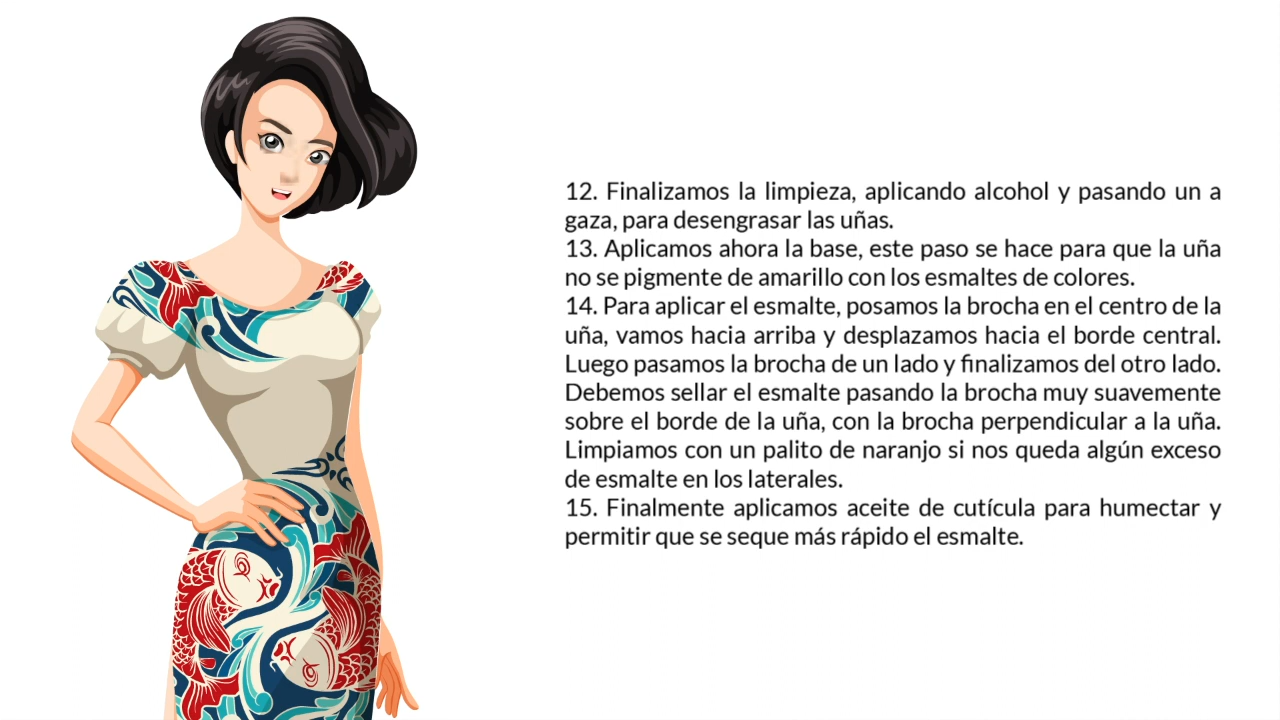 12. Finalizamos la limpieza, aplicando alcohol y pasando un a
gaza, para desengrasar las uñas.
13. Aplicamos ahora la base, este paso se hace para que la uña
no se pigmente de amarillo con los esmaltes de colores.
14. Para aplicar el esmalte, posamos la brocha en el centro de la
uña, vamos hacia arriba y desplazamos hacia el borde central.
Luego pasamos la brocha de un lado y finalizamos del otro lado.
Debemos sellar el esmalte pasando la brocha muy suavemente
sobre el borde de la uña, con la brocha perpendicular a la uña.
Limpiamos con un palito de naranjo si nos queda algún exceso
de esmalte en los laterales.
15. Finalmente aplicamos aceite de cutícula para humectar y
permitir que se seque más rápido el esmalte.